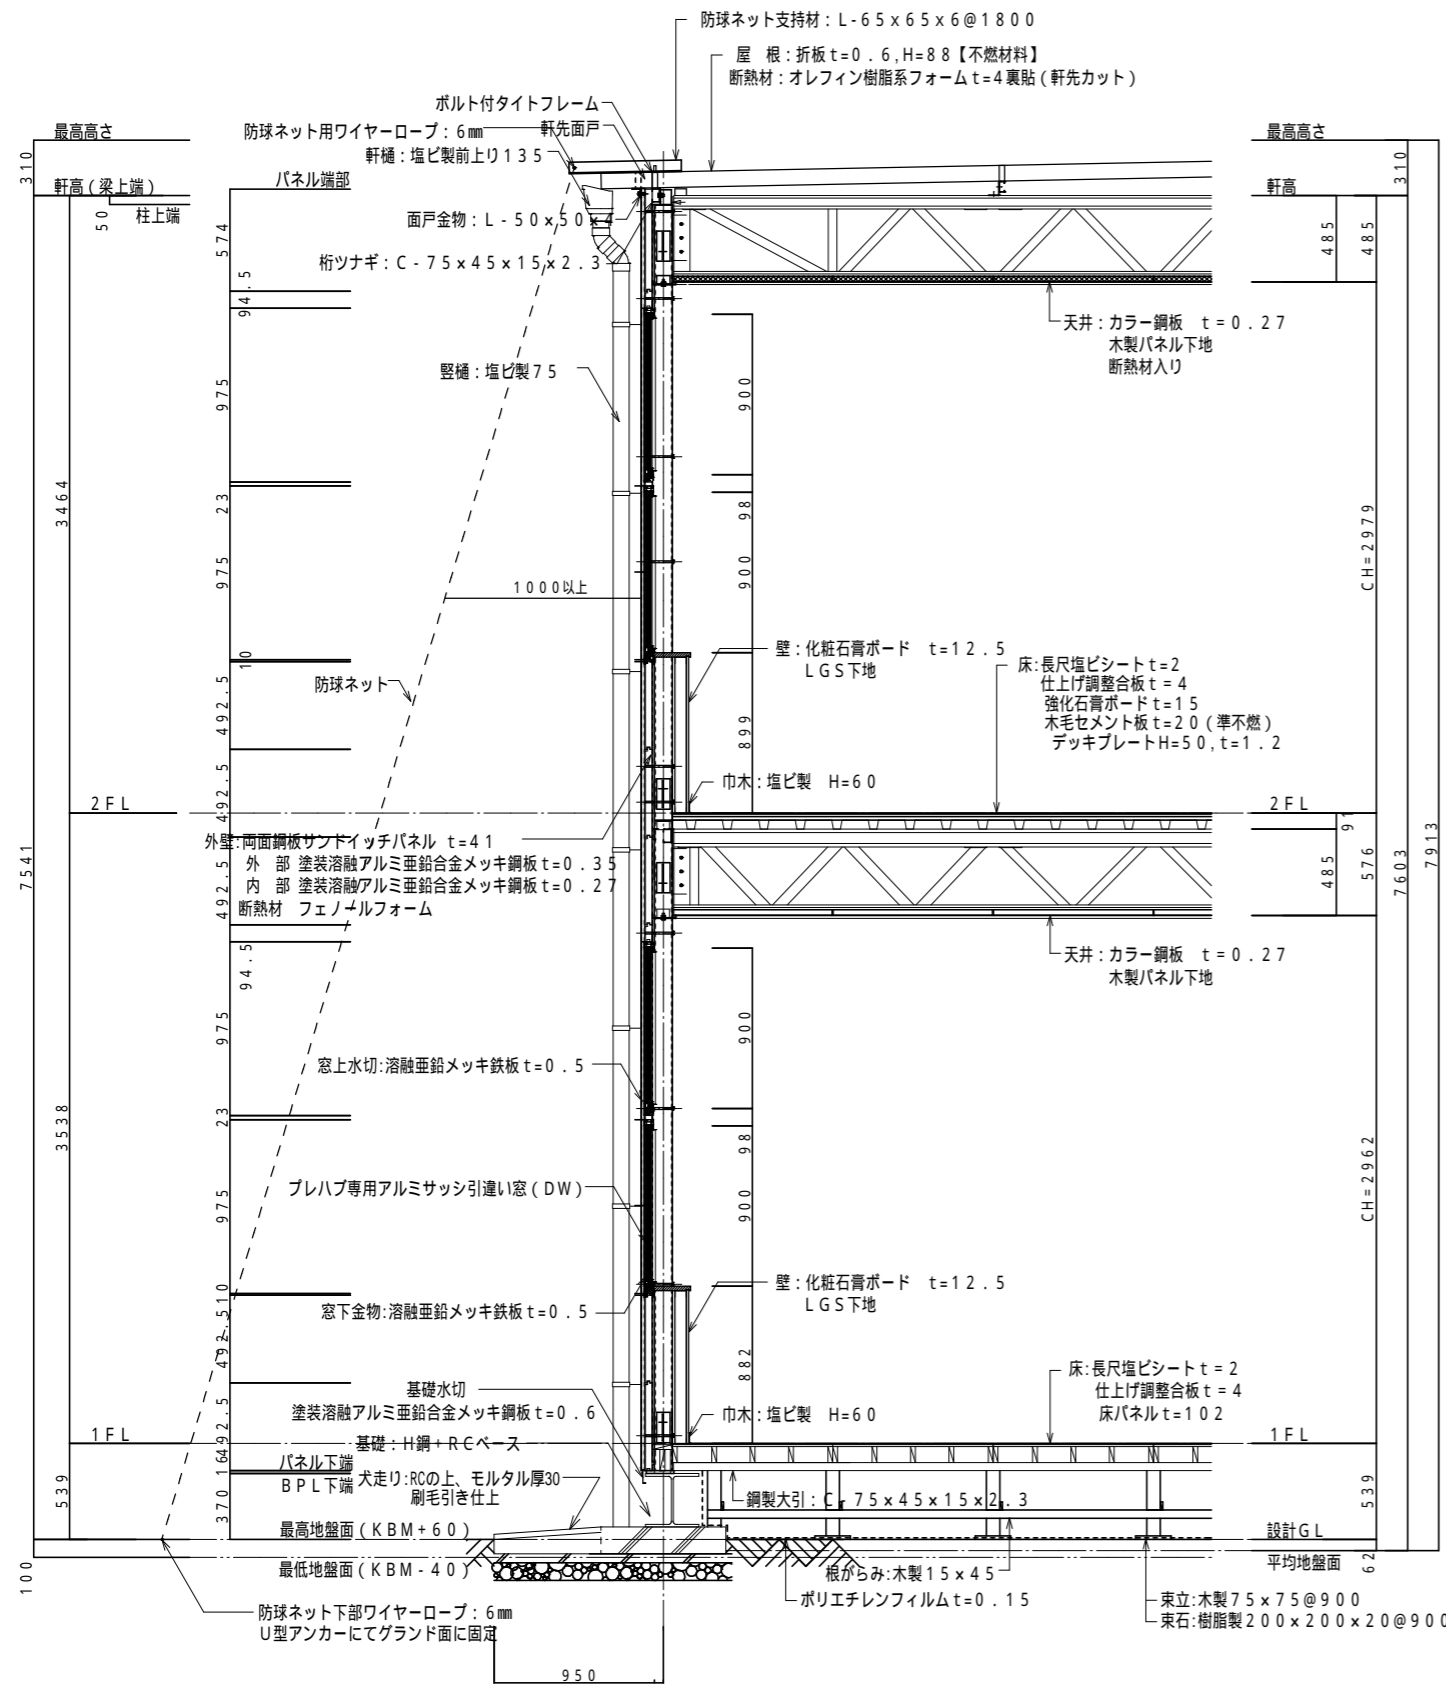 防球ネット支持材：L-65x65x6@1800
屋　根：折板t=0.6,H=88【不燃材料】
断熱材：オレフィン樹脂系フォームt=4裏貼（軒先カット）
ボルト付タイトフレーム
防球ネット用ワイヤーロープ：6㎜
軒先面戸
軒樋：塩ビ製前上り135
最高高さ
最高高さ
310
310
軒高（梁上端）
パネル端部
軒高
50
柱上端
面戸金物：L-50×50×4
574
485
485
桁ツナギ：C-75×45×15×2.3
94.5
天井：カラー鋼板　t=0.27
木製パネル下地
断熱材入り
竪樋：塩ビ製75
975
900
3464
23
98
CH=2979
975
900
1000以上
10
壁：化粧石膏ボード　t=12.5
LGS下地
床:長尺塩ビシートt=2
仕上げ調整合板t=4
強化石膏ボードt=15
木毛セメント板t=20（準不燃）
デッキプレートH=50,t=1.2
防球ネット
492.5
899
巾木：塩ビ製　H=60
492.5
2FL
2FL
91
外壁:両面鋼板サンドイッチパネル t=41
外　部 塗装溶融アルミ亜鉛合金メッキ鋼板t=0.35
内　部 塗装溶融アルミ亜鉛合金メッキ鋼板t=0.27
断熱材　フェノールフォーム
7541
492.5
485
576
7603
7913
天井：カラー鋼板　t=0.27
木製パネル下地
94.5
975
900
窓上水切:溶融亜鉛メッキ鉄板t=0.5
3538
23
98
CH=2962
プレハブ専用アルミサッシ引違い窓（DW）
975
900
10
壁：化粧石膏ボード　t=12.5
LGS下地
窓下金物:溶融亜鉛メッキ鉄板t=0.5
492.5
882
床:長尺塩ビシートt=2
仕上げ調整合板t=4
床パネルt=102
基礎水切
塗装溶融アルミ亜鉛合金メッキ鋼板t=0.6
巾木：塩ビ製　H=60
492.5
1FL
1FL
基礎：H鋼+RCベース
パネル下端
16
BPL下端
犬走り:RCの上、モルタル厚30
刷毛引き仕上
539
370
鋼製大引：C-75×45×15×2.3
539
最高地盤面（KBM+60）
設計GL
最低地盤面（KBM-40）
平均地盤面
100
62
根がらみ:木製15×45
ポリエチレンフィルムt=0.15
束立:木製75×75@900
束石:樹脂製200×200×20@900
防球ネット下部ワイヤーロープ：6㎜
U型アンカーにてグランド面に固定
950